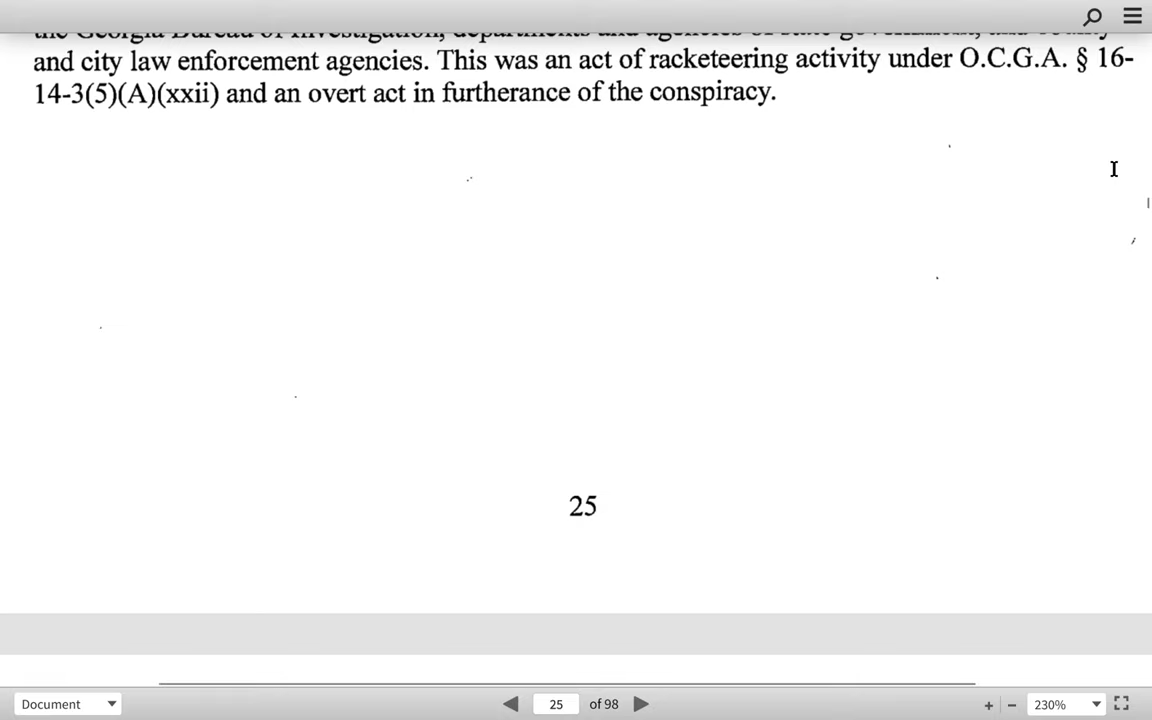 and city law enforcement agencies. This was an act of racketeering activity under O.C.G.A. § 16-
14-3(5)(A)(xxii) and an overt act in furtherance of the conspiracy.
25
Document
25 of 98
230%